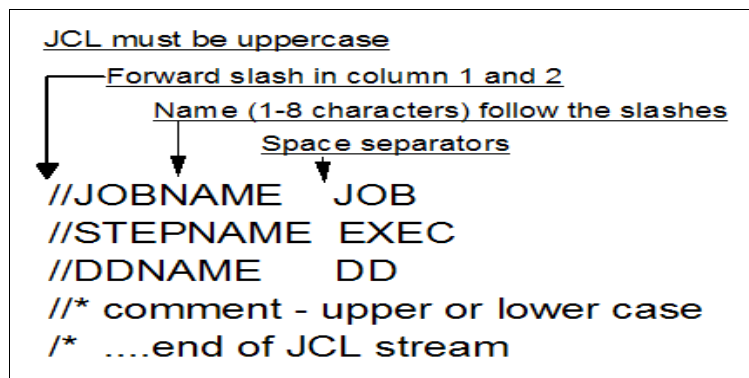 JCL must be uppercase
Forward slash in column 1 and 2
Name (1-8 characters) follow the slashes
Space separators
//JOBNAME JOB
//STEPNAME EXEC
//DDNAME DD
//* comment - upper or lower case
/* ....end of JCL stream